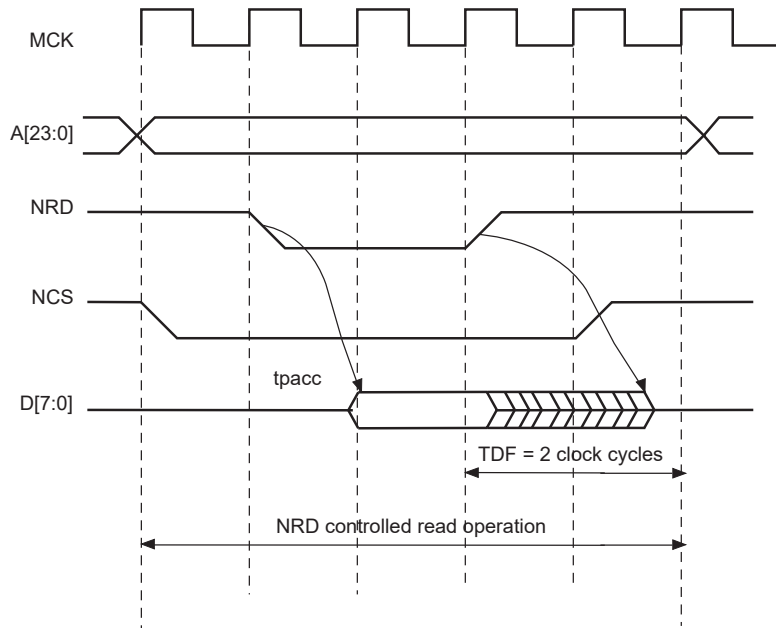 MCK
A[23:0]
NRD
NCS
tpacc
D[7:0]
TDF = 2 clock cycles
NRD controlled read operation